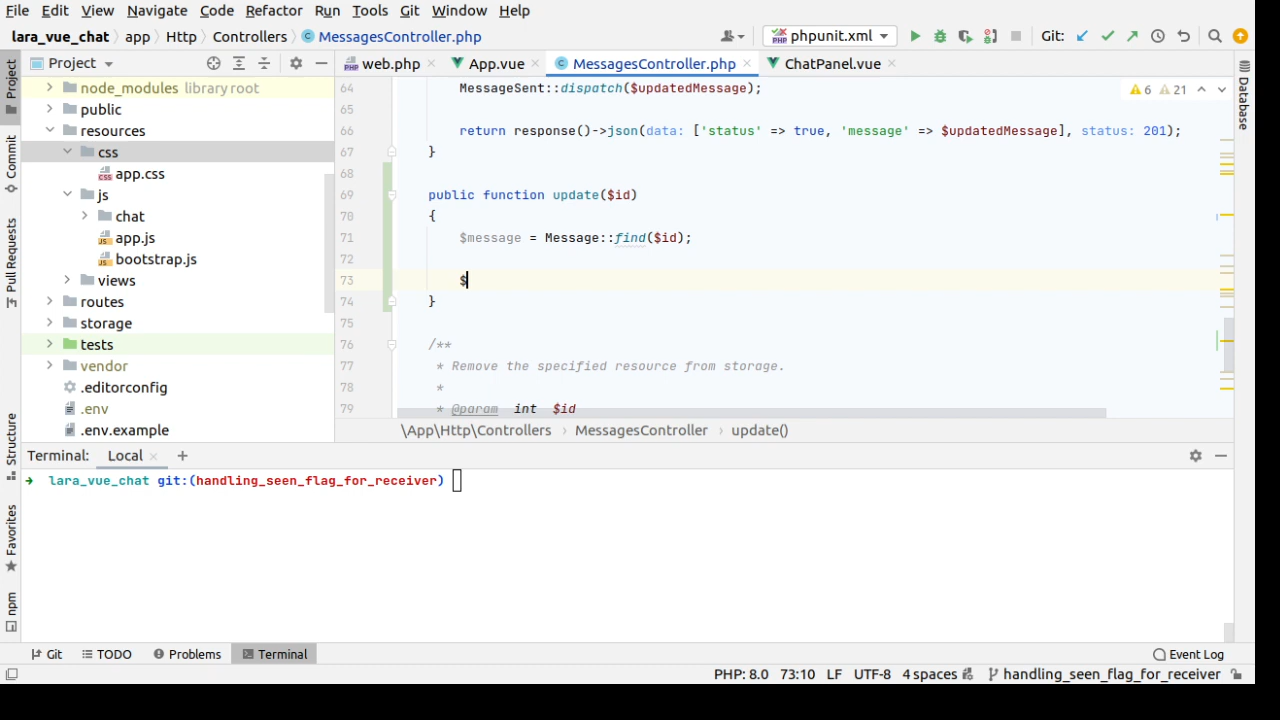 File Edit View Navigate Code Refactor Run Tools Git Window Help
lara_vue_chat app Http Controllers MessagesController.php phpunit.xml Git:
Project
node_modules library root
public
resources
css
app.css
js
chat
app.js
bootstrap.js
views
routes
storage
tests
vendor
.editorconfig
.env
.env.example
web.php App.vue MessagesController.php ChatPanel.vue
6 21
64 MessageSent::dispatch($updatedMessage);
65
66 return response()->json(data: ['status' => true, 'message' => $updatedMessage], status: 201);
67 }
68
69 public function update($id)
70 {
71 $message = Message::find($id);
72
73 $
74 }
75
76 /**
77 * Remove the specified resource from storage.
78 *
79 * @param int $id
\App\Http\Controllers MessagesController update()
Terminal: Local
lara_vue_chat git:(handling_seen_flag_for_receiver)
Project
Commit
Pull Requests
Structure
Favorites
npm
Database
Git TODO Problems Terminal Event Log
PHP: 8.0 73:10 LF UTF-8 4 spaces handling_seen_flag_for_receiver